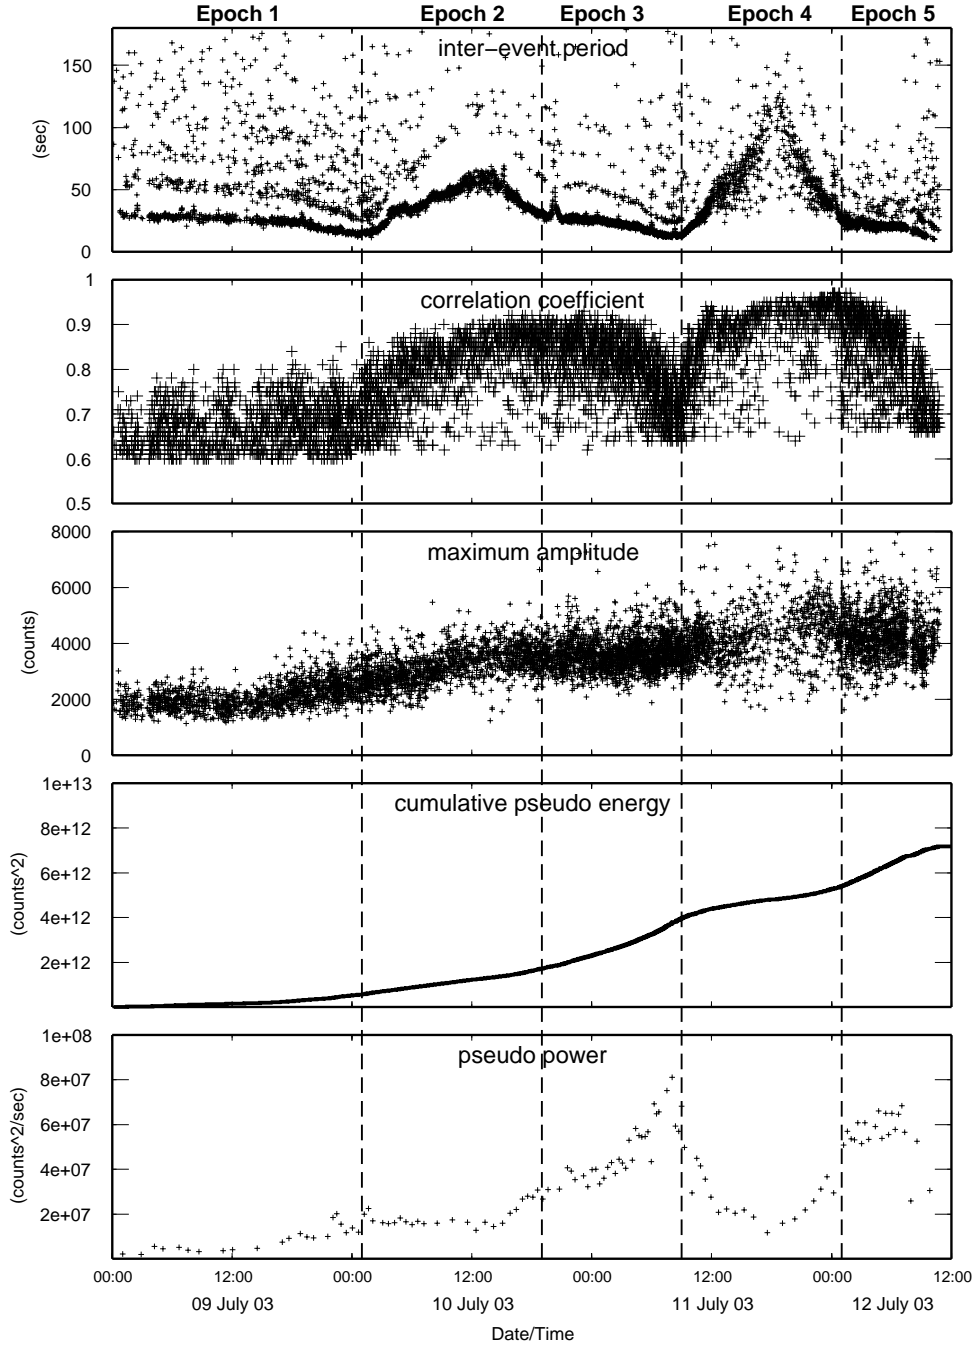 Epoch 1 Epoch 2 Epoch 3 Epoch 4 Epoch 5
inter−event period
150
100
50
0
(sec)
correlation coefficient
1
0.9
0.8
0.7
0.6
0.5
maximum amplitude
8000
6000
4000
2000
0
(counts)
cumulative pseudo energy
1e+13
8e+12
6e+12
4e+12
2e+12
(counts^2)
pseudo power
1e+08
8e+07
6e+07
4e+07
2e+07
(counts^2/sec)
00:00 12:00 00:00 12:00 00:00 12:00 00:00 12:00
09 July 03 10 July 03 11 July 03 12 July 03
Date/Time